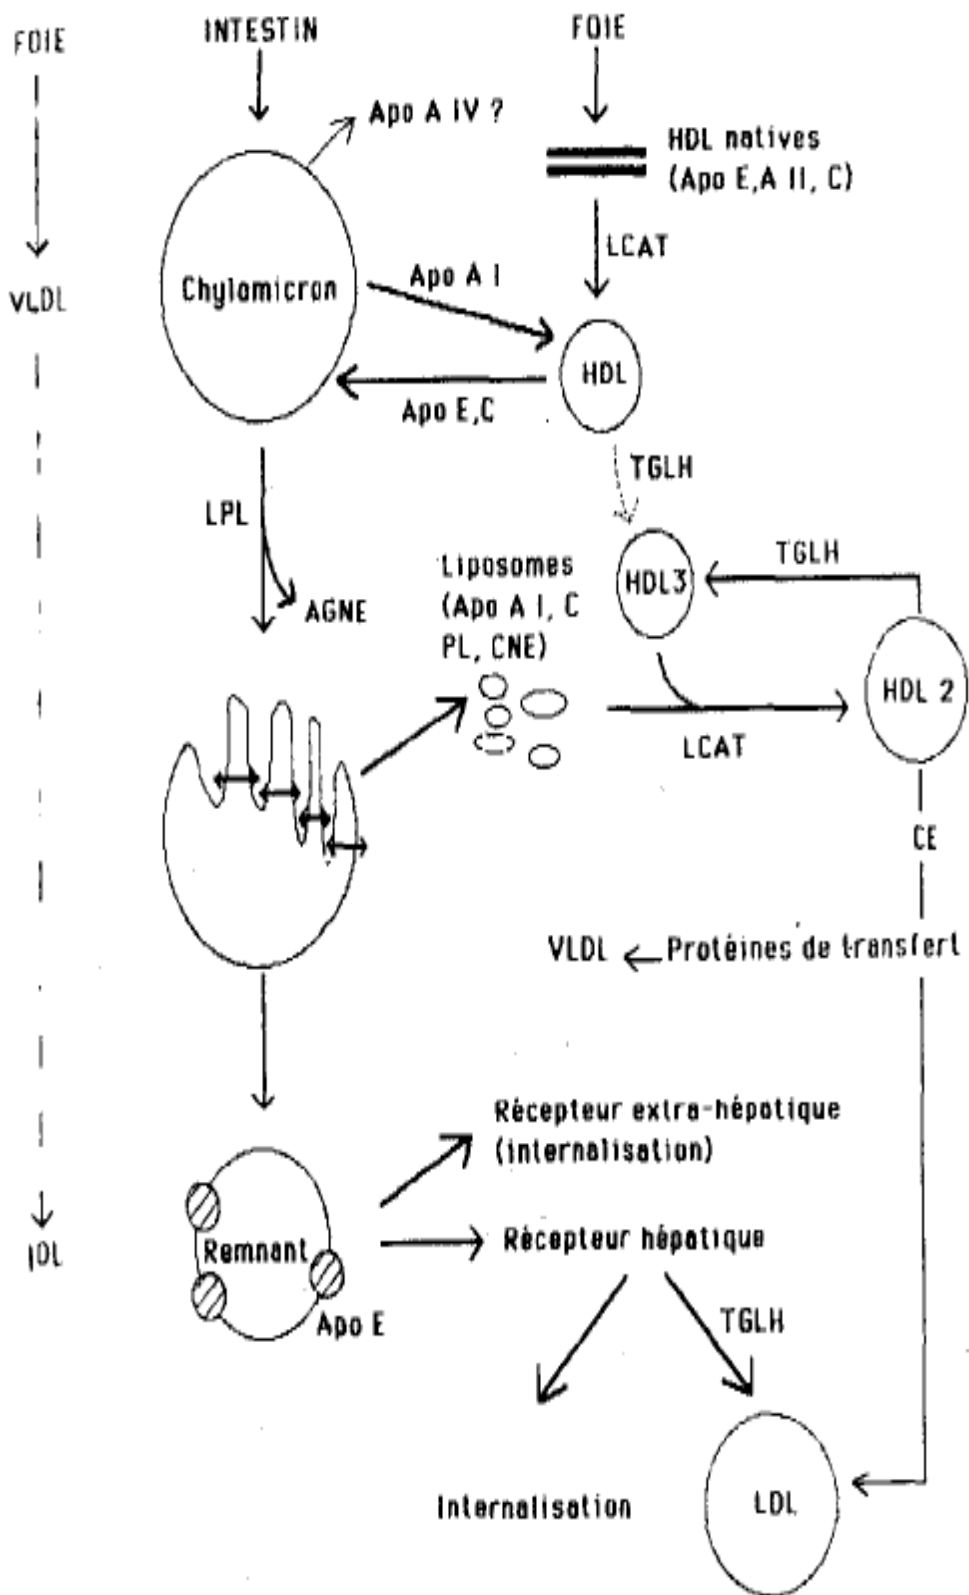 FOIE
INTESTIN
FOIE
Apo A IV ?
HDL natives
(Apo E,A II, C)
LCAT
Apo A I
Chylomicron
VLDL
HDL
Apo E,C
TGLH
LPL
TGLH
Liposomes
(Apo A I, C
PL, CNE)
HDL3
AGNE
HDL 2
LCAT
CE
VLDL
Protéines de transfert
Récepteur extra-hépatique
(internalisation)
Récepteur hépatique
Remnant
IDL
Apo E
TGLH
Internalisation
LDL